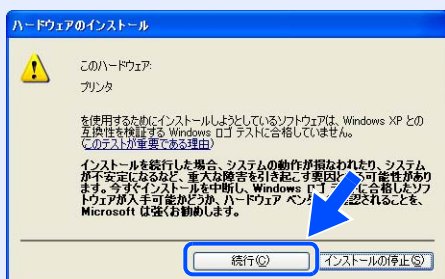 ハードウェアのインストール
このハードウェア:
プリンタ
を使用するためにインストールしようとしているソフトウェアは、Windows XP との
互換性を検証する Windows ロゴ テストに合格していません。
(このテストが重要である理由)
インストールを続行した場合、システムの動作が損なわれたり、システム
が不安定になるなど、重大な障害を引き起こす要因と 可能性があり
ます。今すぐインストールを中断し、Windows ロゴ テストに合格したソフ
トウェアが入手可能かどうか、ハードウェア ベンダ 確認されることを、
Microsoft は強くお勧めします。
続行(C)
インストールの停止(S)